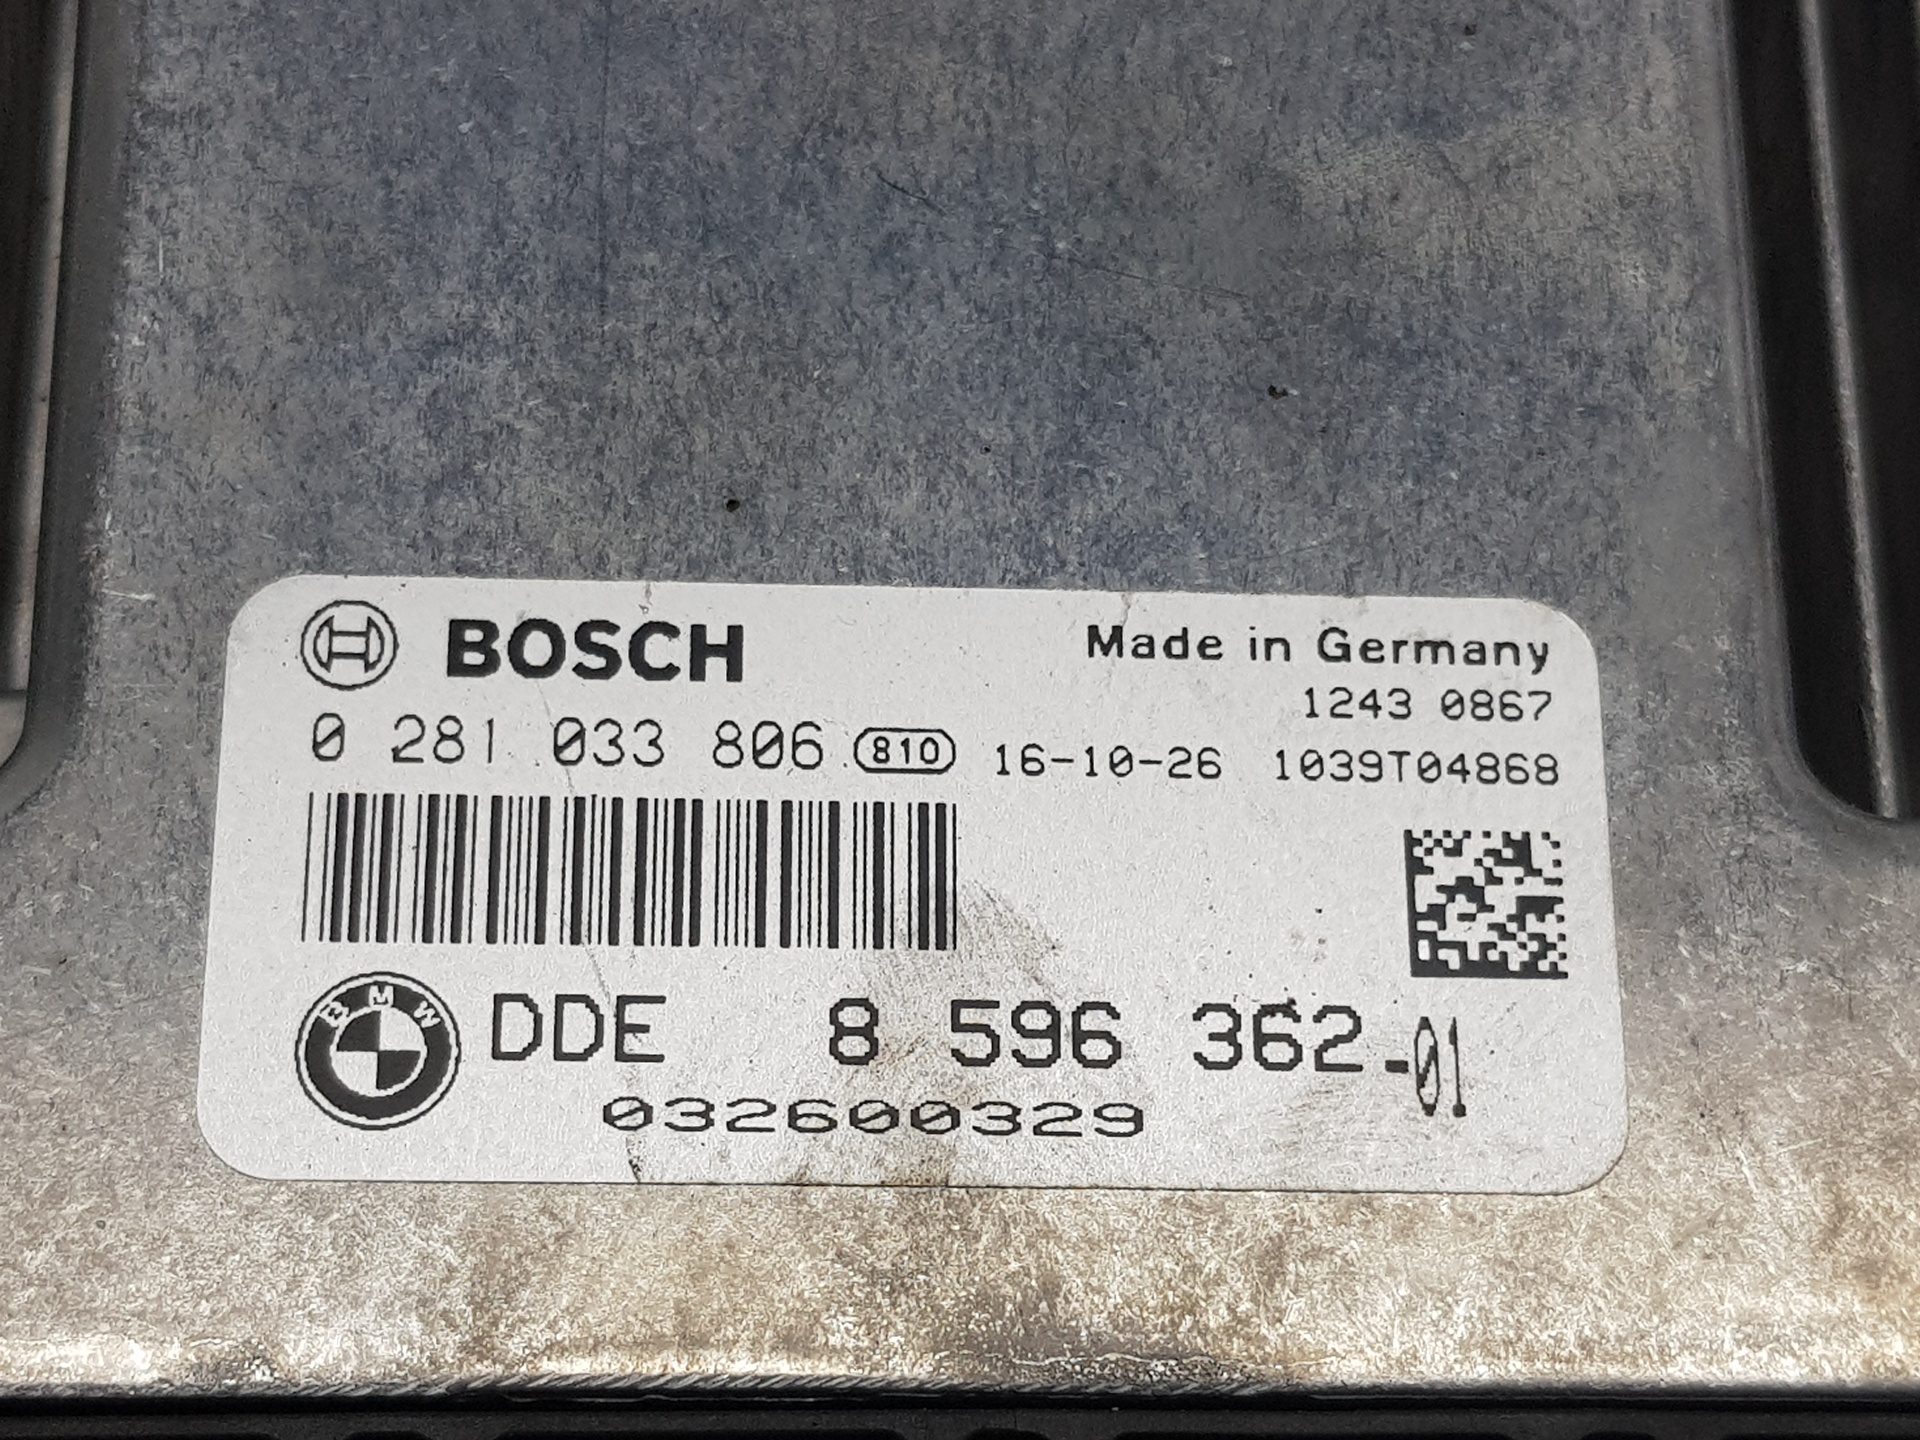 BOSCH
Made in Germany
1243 0867
0 281 033 806 810 16-10-26 1039T04868
BMW
DDE 8 596 362-01
032600329